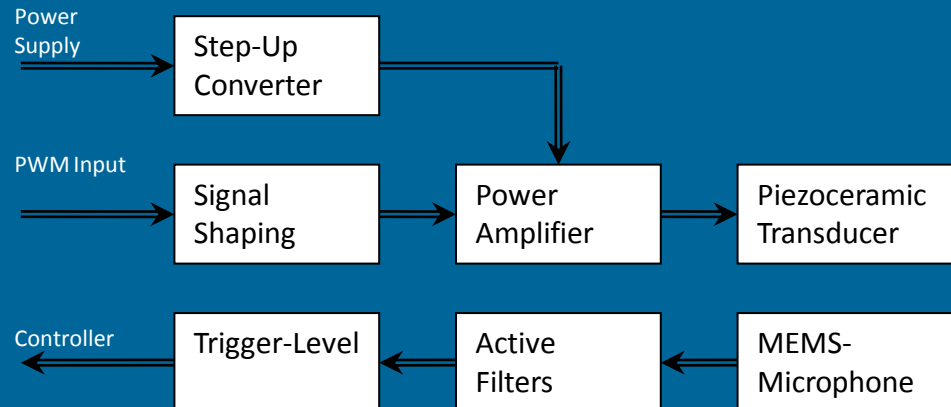 Power
Supply
Step-Up
Converter
PWM Input
Signal
Shaping
Power
Amplifier
Piezoceramic
Transducer
Controller
Trigger-Level
Active
Filters
MEMS-
Microphone